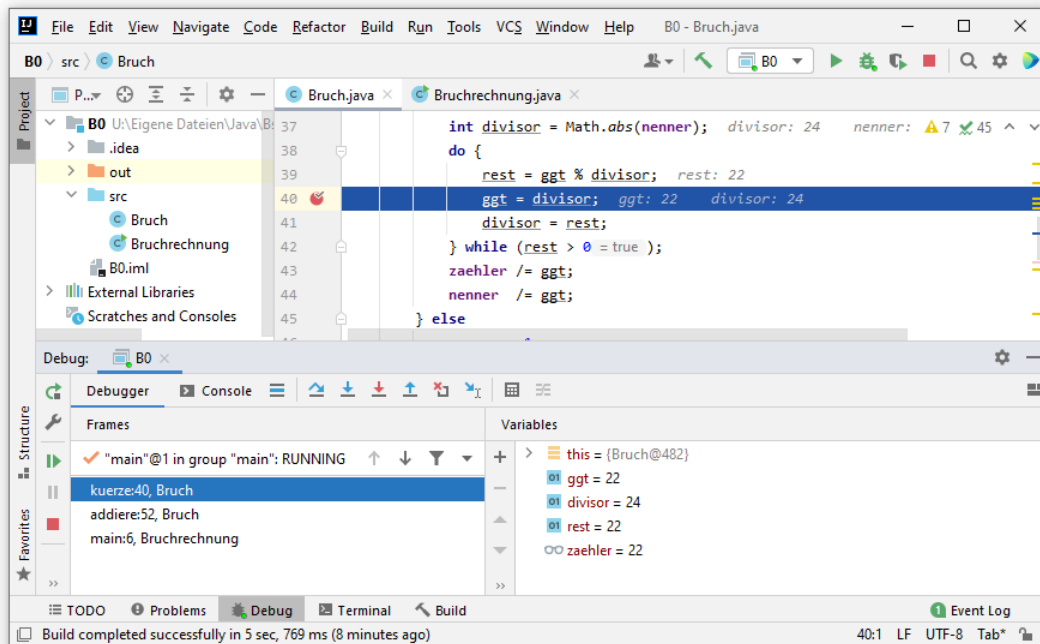 File Edit View Navigate Code Refactor Build Run Tools VCS Window Help B0 - Bruch.java
B0 src Bruch B0
Project
P... Bruch.java Bruchrechnung.java
B0 U:\Eigene Dateien\Java\
.idea
out
src
Bruch
Bruchrechnung
B0.iml
External Libraries
Scratches and Consoles
37 int divisor = Math.abs(nenner); divisor: 24 nenner: 7 45
38 do {
39 rest = ggt % divisor; rest: 22
40 ggt = divisor; ggt: 22 divisor: 24
41 divisor = rest;
42 } while (rest > 0 = true );
43 zaehler /= ggt;
44 nenner /= ggt;
45 } else
Debug: B0
Debugger Console
Frames
"main"@1 in group "main": RUNNING
kuerze:40, Bruch
addiere:52, Bruch
main:6, Bruchrechnung
Variables
this = {Bruch@482}
ggt = 22
divisor = 24
rest = 22
zaehler = 22
Structure
Favorites
TODO Problems Debug Terminal Build 1 Event Log
Build completed successfully in 5 sec, 769 ms (8 minutes ago) 40:1 LF UTF-8 Tab*